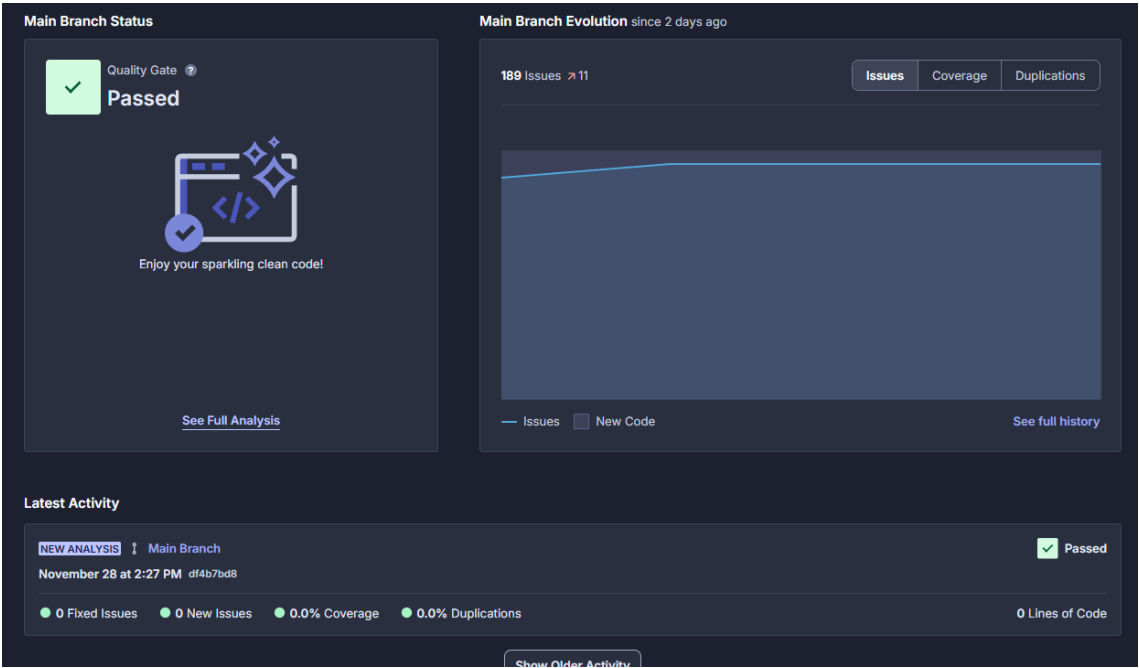 Main Branch Status
Main Branch Evolution since 2 days ago
Quality Gate ?
Passed
189 Issues ↗ 11
Issues
Coverage
Duplications
</>
Enjoy your sparkling clean code!
See Full Analysis
Issues
New Code
See full history
Latest Activity
NEW ANALYSIS Main Branch
Passed
November 28 at 2:27 PM df4b7bd8
0 Fixed Issues
0 New Issues
0.0% Coverage
0.0% Duplications
0 Lines of Code
Show Older Activity